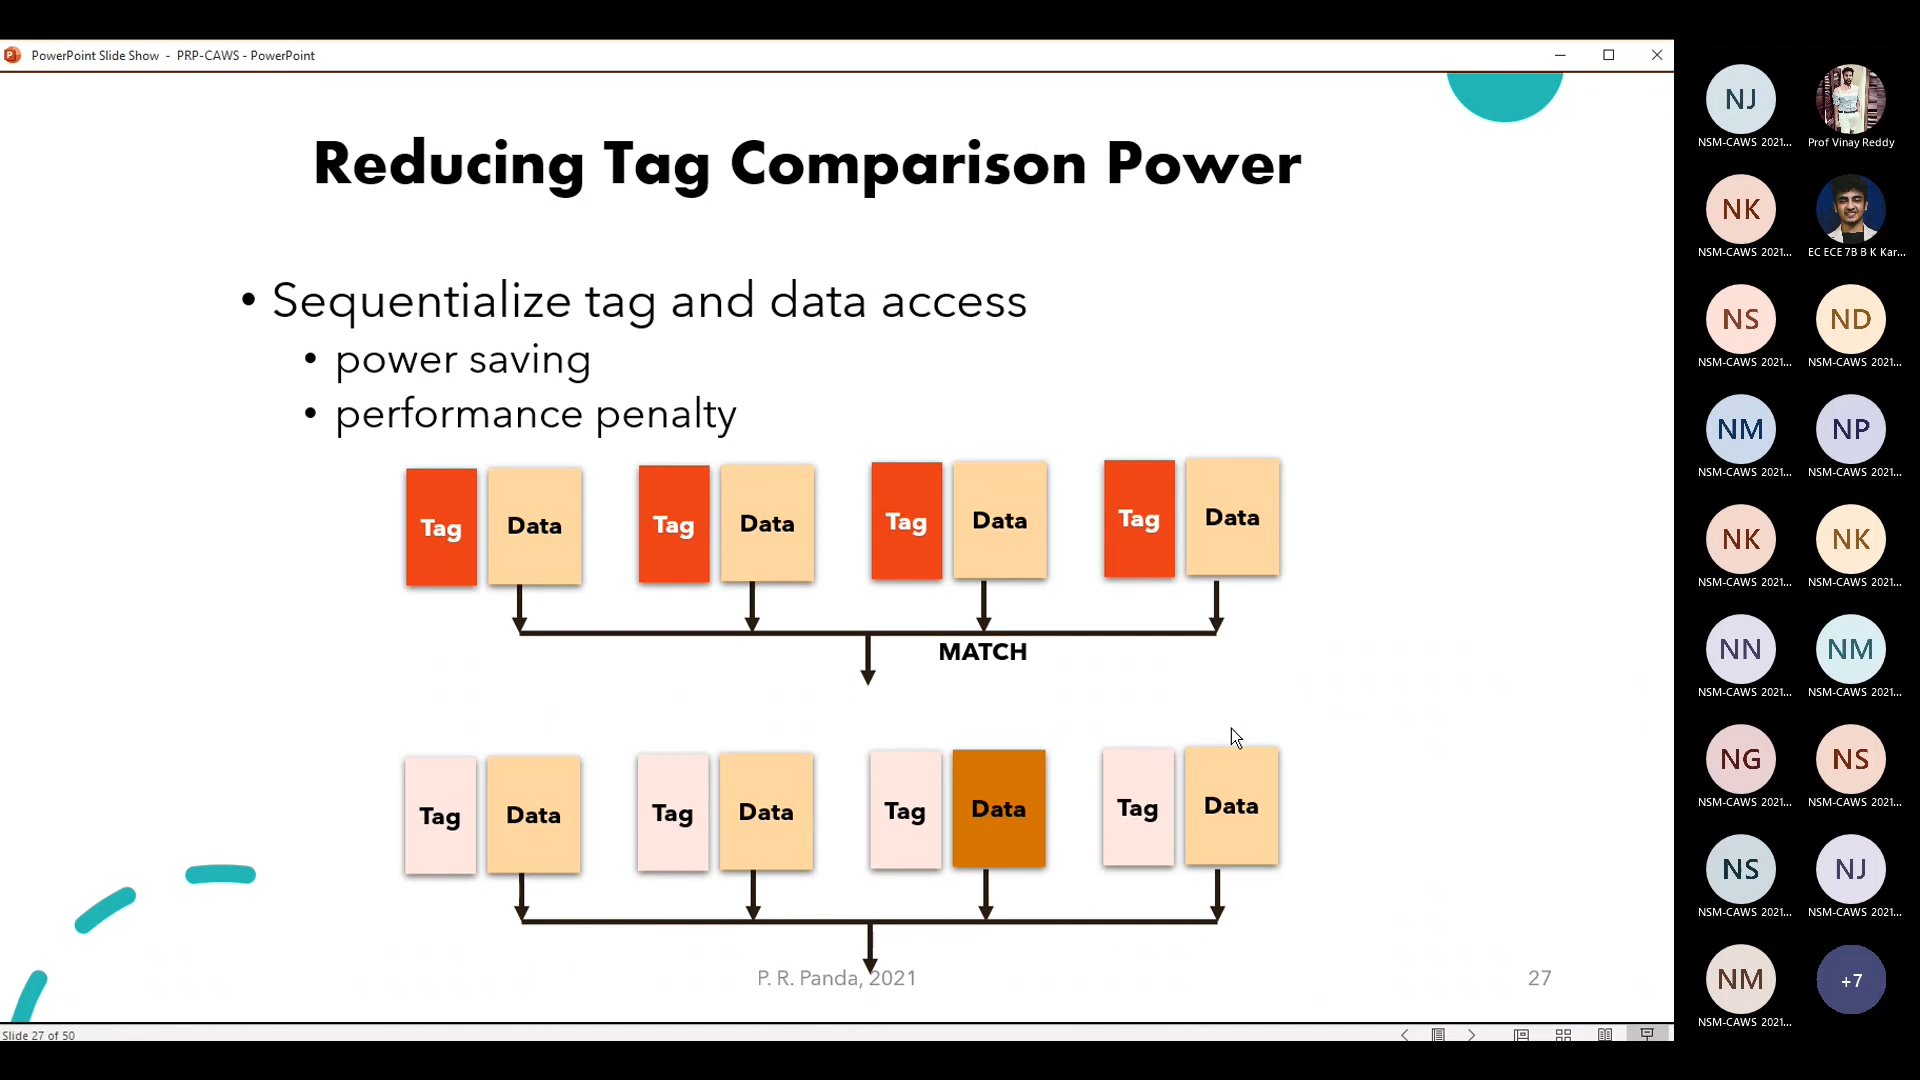 PowerPoint Slide Show - PRP-CAWS - PowerPoint
Reducing Tag Comparison Power
• Sequentialize tag and data access
• power saving
• performance penalty
Tag Data Tag Data Tag Data Tag Data
MATCH
Tag Data Tag Data Tag Data Tag Data
P. R. Panda, 2021
27
Slide 27 of 50
NJ
NSM-CAWS 2021... Prof Vinay Reddy
NK
NSM-CAWS 2021... EC ECE 7B B K Kar...
NS ND
NSM-CAWS 2021... NSM-CAWS 2021...
NM NP
NSM-CAWS 2021... NSM-CAWS 2021...
NK NK
NSM-CAWS 2021... NSM-CAWS 2021...
NN NM
NSM-CAWS 2021... NSM-CAWS 2021...
NG NS
NSM-CAWS 2021... NSM-CAWS 2021...
NS NJ
NSM-CAWS 2021... NSM-CAWS 2021...
NM +7
NSM-CAWS 2021...